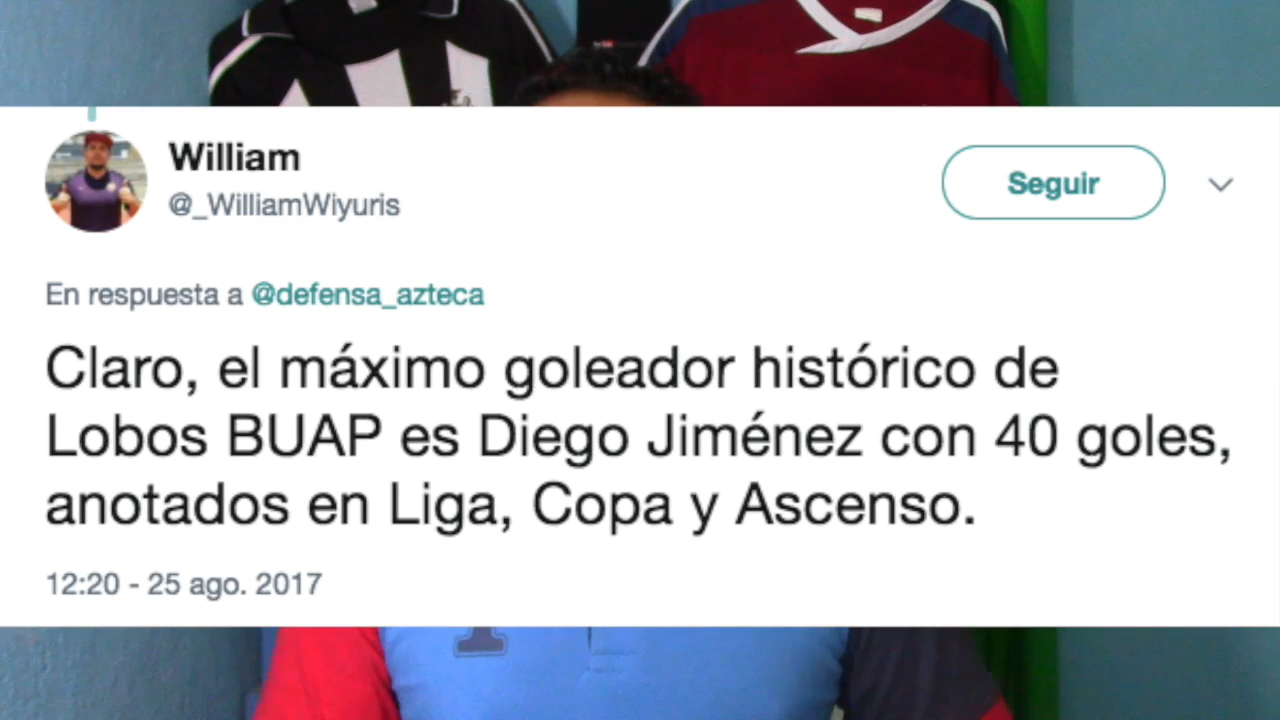 William
@_WilliamWiyuris
Seguir
En respuesta a @defensa_azteca
Claro, el máximo goleador histórico de
Lobos BUAP es Diego Jiménez con 40 goles,
anotados en Liga, Copa y Ascenso.
12:20 - 25 ago. 2017
1